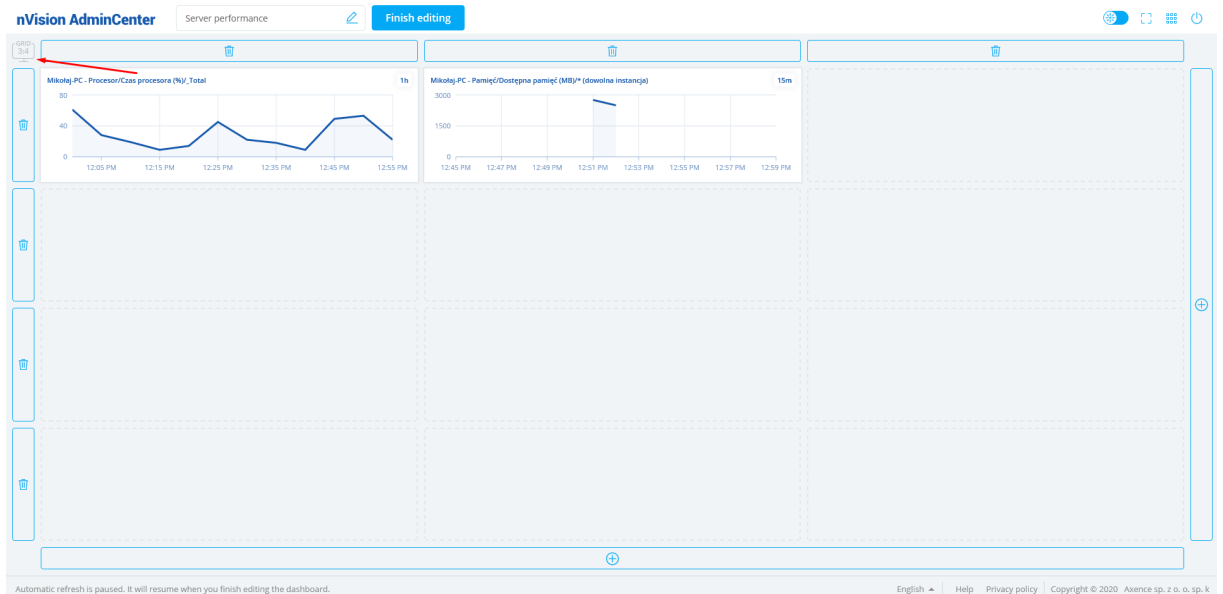 nVision AdminCenter
Server performance
Finish editing
GRID
3:4
Mikołaj-PC - Procesor/Czas procesora (%)/_Total
1h
80
40
0
12:05 PM 12:15 PM 12:25 PM 12:35 PM 12:45 PM 12:55 PM
Mikołaj-PC - Pamięć/Dostępna pamięć (MB)/* (dowolna instancja)
15m
3000
1500
0
12:45 PM 12:47 PM 12:49 PM 12:51 PM 12:53 PM 12:55 PM 12:57 PM 12:59 PM
Automatic refresh is paused. It will resume when you finish editing the dashboard.
English
Help
Privacy policy
Copyright © 2020 Axence sp. z o. o. sp. k